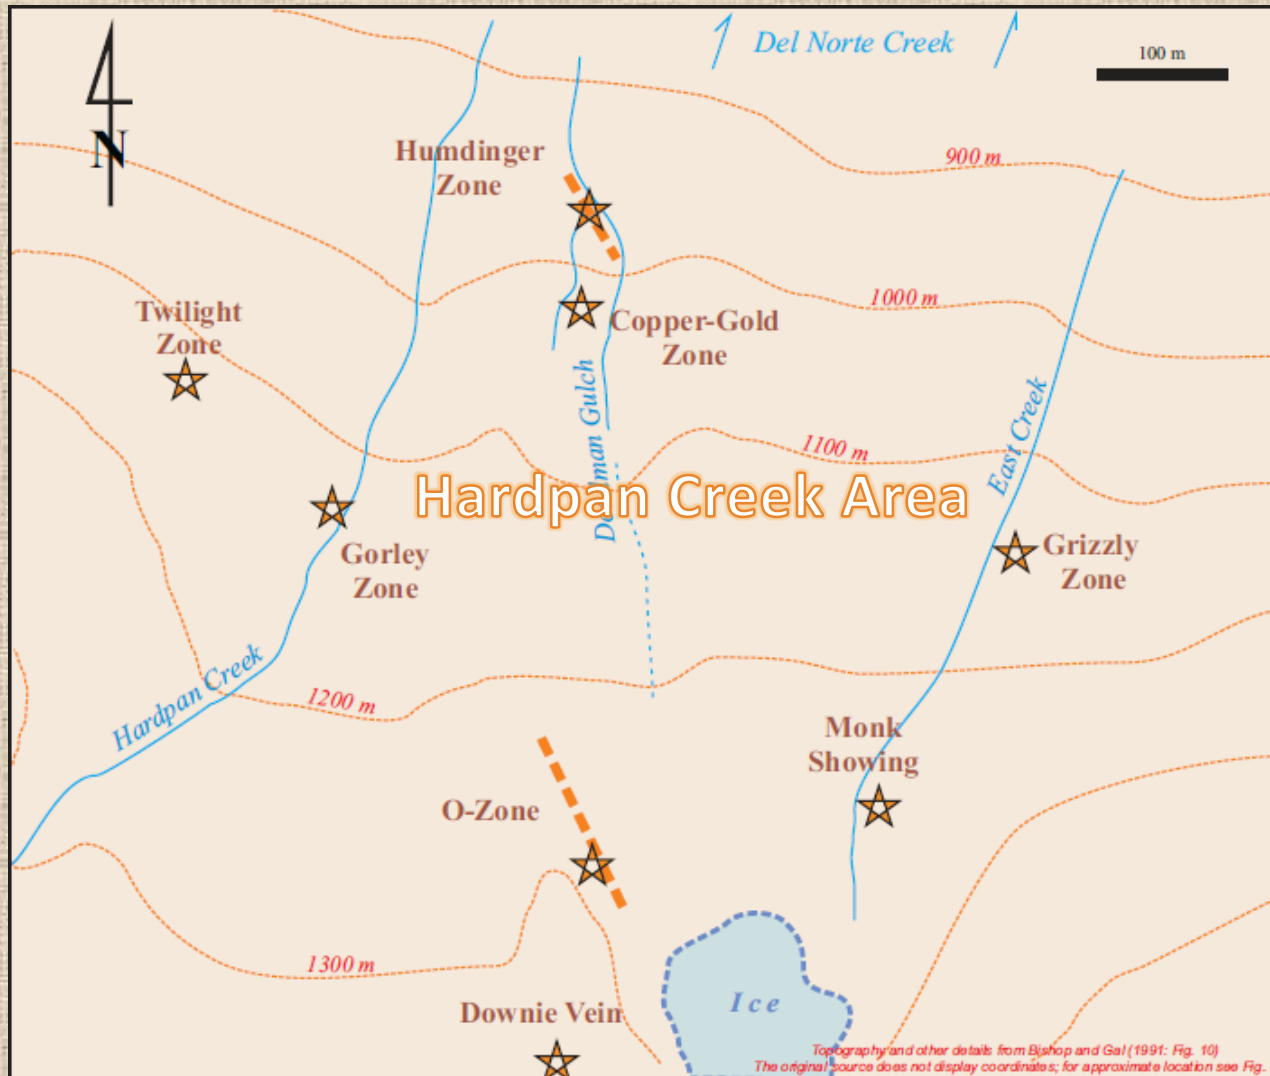 Del Norte Creek
100 m
N
Humdinger
Zone
900 m
1000 m
Twilight
Zone
Copper-Gold
Zone
1100 m
East Creek
Hardpan Creek Area
Gorley
Zone
Grizzly
Zone
Hardpan Creek
1200 m
Monk
Showing
O-Zone
1300 m
Ice
Downie Vein
Topography and other details from Bishop and Gal (1991: Fig. 10)
The original source does not display coordinates; for approximate location see Fig.
Gulch